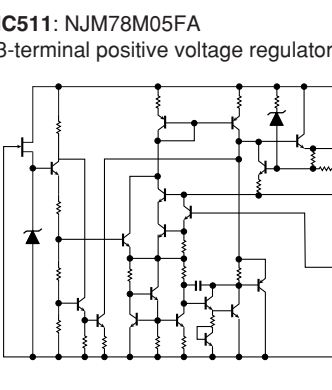 IC511: NJM78M05FA
3-terminal positive voltage regulator